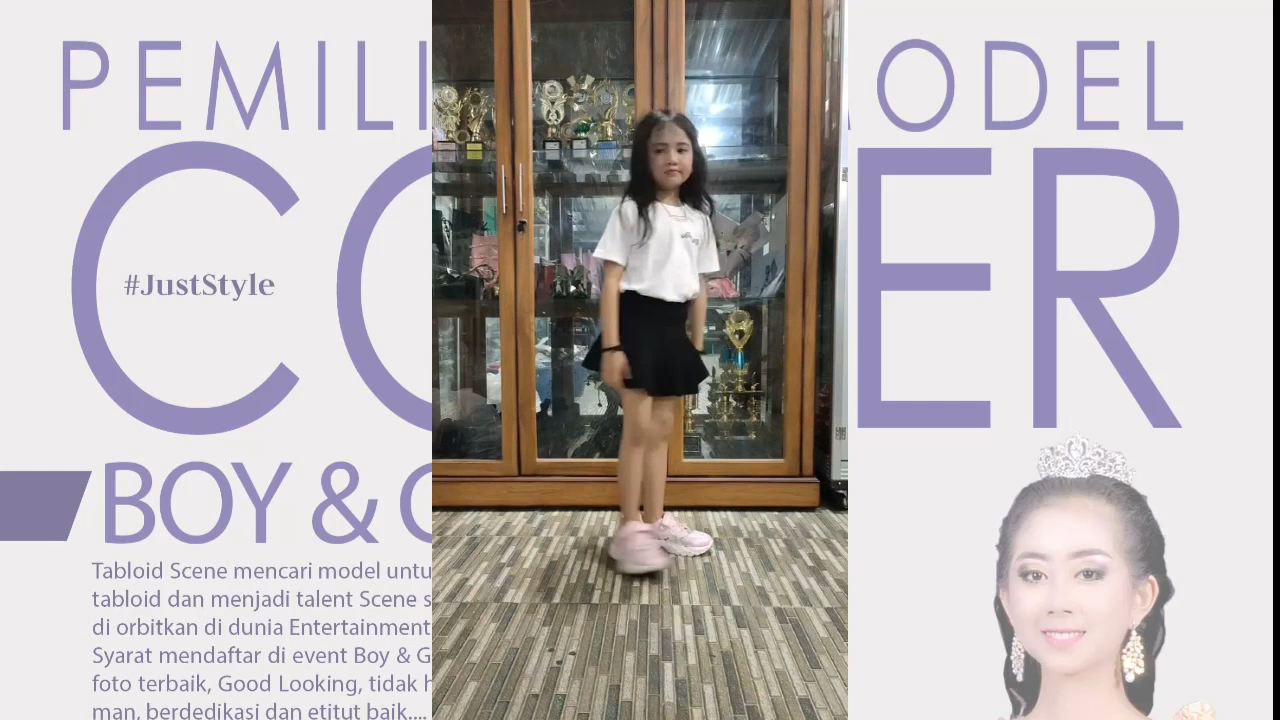 PEMILI
ODEL
CO
ER
#JustStyle
BOY & G
Tabloid Scene mencari model untu
tabloid dan menjadi talent Scene s
di orbitkan di dunia Entertainment
Syarat mendaftar di event Boy & G
foto terbaik, Good Looking, tidak h
man, berdedikasi dan etitut baik....